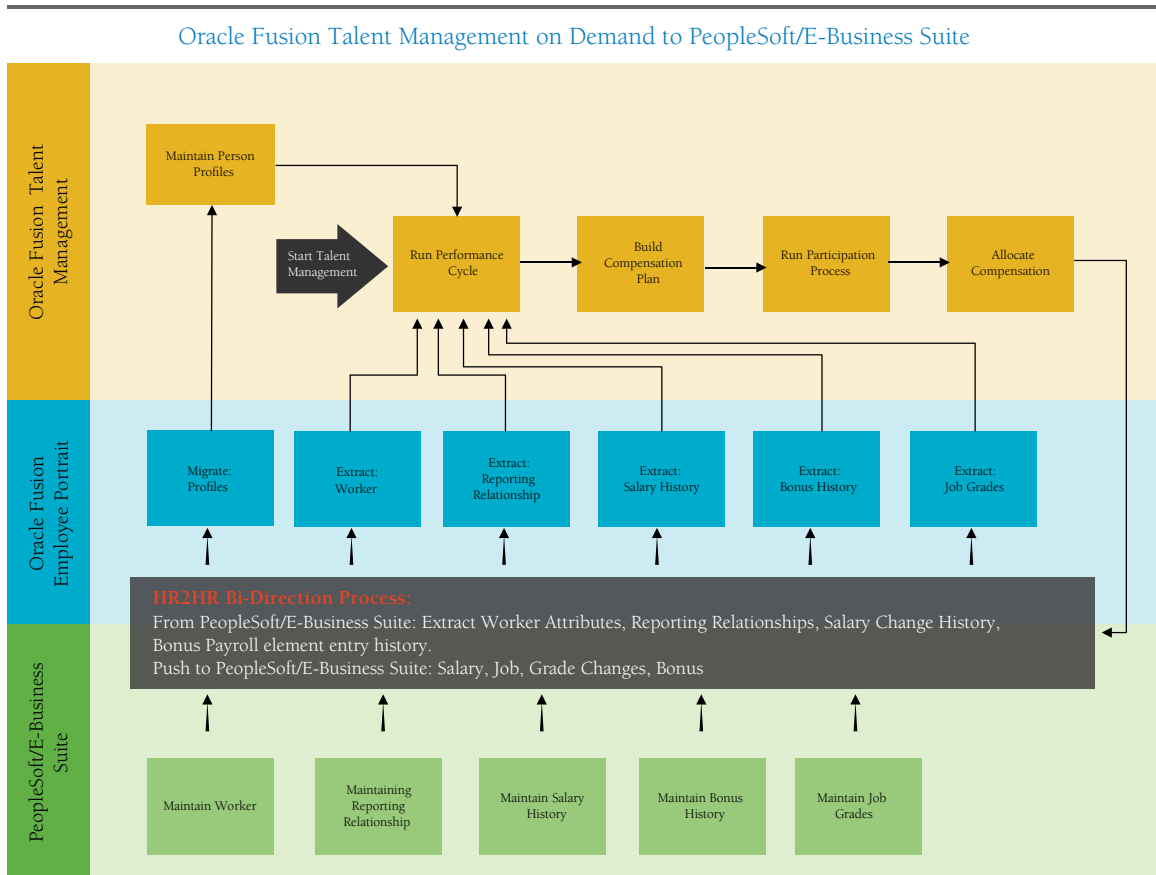 Oracle Fusion Talent Management on Demand to PeopleSoft/E-Business Suite
Oracle Fusion Talent
Management
Maintain Person
Profiles
Start Talent
Management
Run Performance
Cycle
Build
Compensation
Plan
Run Participation
Process
Allocate
Compensation
Oracle Fusion
Employee Portrait
Migrate:
Profiles
Extract:
Worker
Extract:
Reporting
Relationship
Extract:
Salary History
Extract:
Bonus History
Extract:
Job Grades
HR2HR Bi-Direction Process:
From PeopleSoft/E-Business Suite: Extract Worker Attributes, Reporting Relationships, Salary Change History,
Bonus Payroll element entry history.
Push to PeopleSoft/E-Business Suite: Salary, Job, Grade Changes, Bonus
PeopleSoft/E-Business
Suite
Maintain Worker
Maintaining
Reporting
Relationship
Maintain Salary
History
Maintain Bonus
History
Maintain Job
Grades